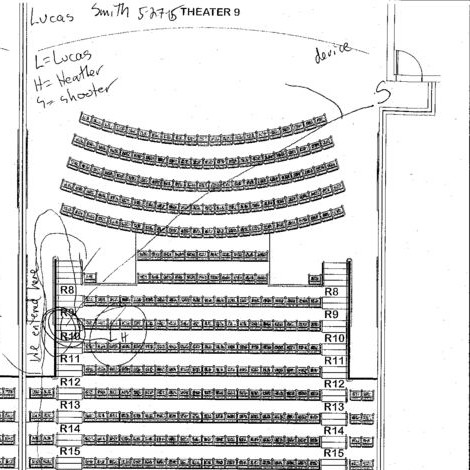 Lucas Smith 5-27-15 THEATER 9
L=Lucas
H=Heather
S=shooter
device
S
We entered here
R8 R8
R9 R9
R10 H R10
R11 R11
R12 R12
R13 R13
R14 R14
R15 R15